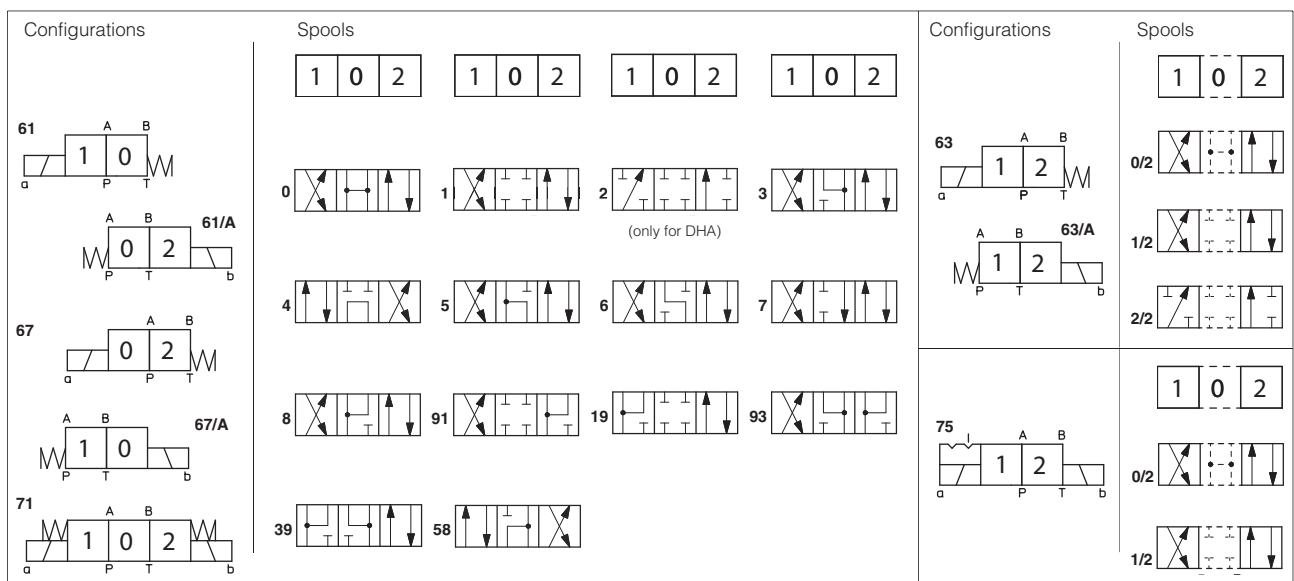 Configurations Spools
1 0 2 1 0 2 1 0 2 1 0 2
61
A B
1 0
a P T
A B 61/A
0 2
P T b
67
A B
0 2
a P T
A B 67/A
1 0
P T b
71
A B
1 0 2
a P T b
0 1 2 3
(only for DHA)
4 5 6 7
8 91 19 93
39 58
Configurations Spools
1 0 2
63
A B
1 2
a P T
A B 63/A
1 2
P T b
0/2
1/2
2/2
1 0 2
75
A B
1 2
a P T b
0/2
1/2